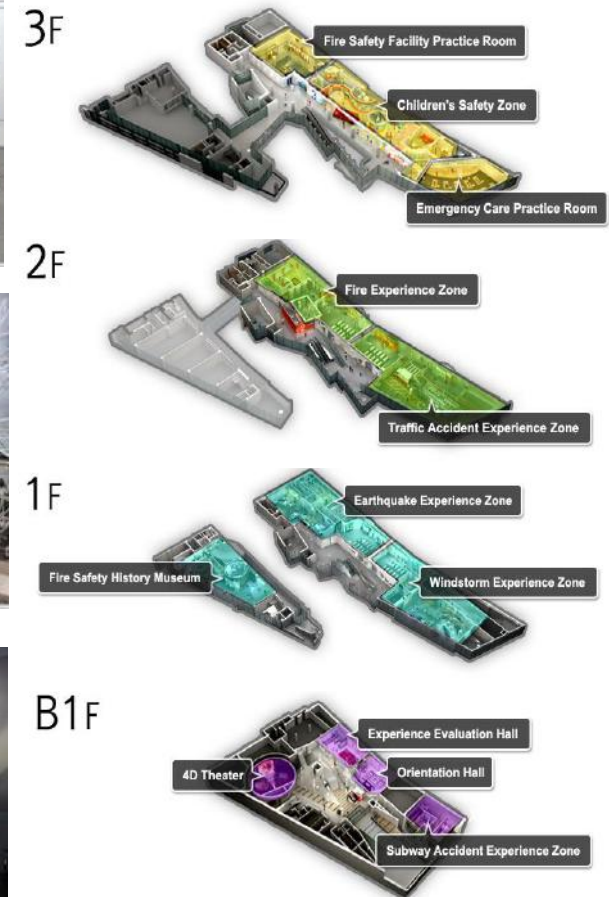 3F
Fire Safety Facility Practice Room
Children's Safety Zone
Emergency Care Practice Room
2F
Fire Experience Zone
Traffic Accident Experience Zone
1F
Earthquake Experience Zone
Fire Safety History Museum
Windstorm Experience Zone
B1F
Experience Evaluation Hall
4D Theater
Orientation Hall
Subway Accident Experience Zone